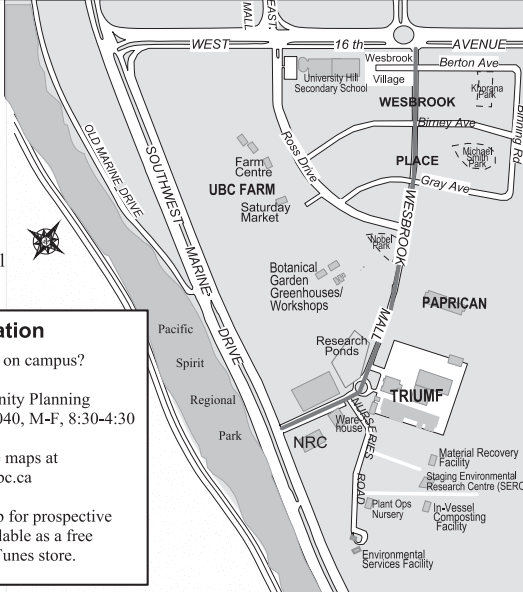 MALL
EAST
WEST 16 th AVENUE
Wesbrook
Village
Berton Ave
University Hill
Secondary School
Khorana
Park
WESBROOK
Birney Ave
Birning Rd
Ross Drive
OLD MARINE DRIVE
SOUTHWEST MARINE DRIVE
Farm
Centre
UBC FARM
Saturday
Market
PLACE
Michael
Smith
Park
Gray Ave
WESBROOK MALL
Nobel
Park
Botanical
Garden
Greenhouses/
Workshops
PAPRICAN
Pacific
Spirit
Regional
Park
Research
Ponds
TRIUMF
NURSERIES ROAD
Ware
house
NRC
Material Recovery
Facility
Staging Environmental
Research Centre (SERC
Plant Ops
Nursery
In-Vessel
Composting
Facility
Environmental
Services Facility
l
ation
on campus?
nity Planning
040, M-F, 8:30-4:30
maps at
bc.ca
p for prospective
lable as a free
Tunes store.